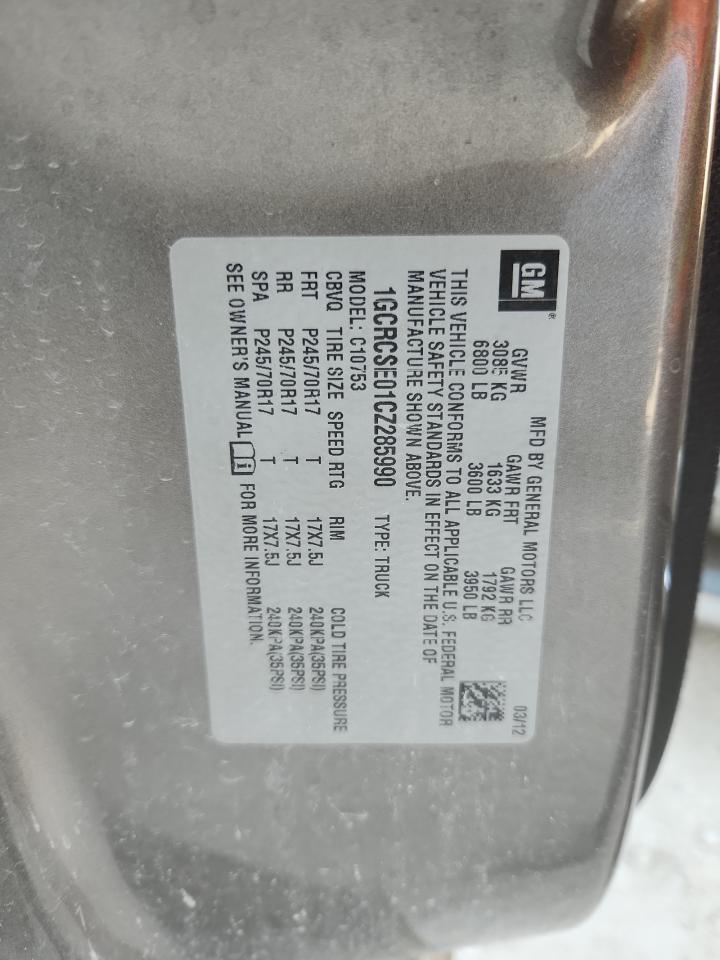 GM®
MFD BY GENERAL MOTORS LLC 03/12
GVWR GAWR FRT GAWR RR
3085 KG 1633 KG 1792 KG
6800 LB 3600 LB 3950 LB
THIS VEHICLE CONFORMS TO ALL APPLICABLE U.S. FEDERAL MOTOR
VEHICLE SAFETY STANDARDS IN EFFECT ON THE DATE OF
MANUFACTURE SHOWN ABOVE.
1GCRCSE01CZ285990 TYPE: TRUCK
MODEL: C10753
CBVQ TIRE SIZE SPEED RTG RIM COLD TIRE PRESSURE
FRT P245/70R17 T 17X7.5J 240KPA(35PSI)
RR P245/70R17 T 17X7.5J 240KPA(35PSI)
SPA P245/70R17 T 17X7.5J 240KPA(35PSI)
SEE OWNER'S MANUAL i FOR MORE INFORMATION.